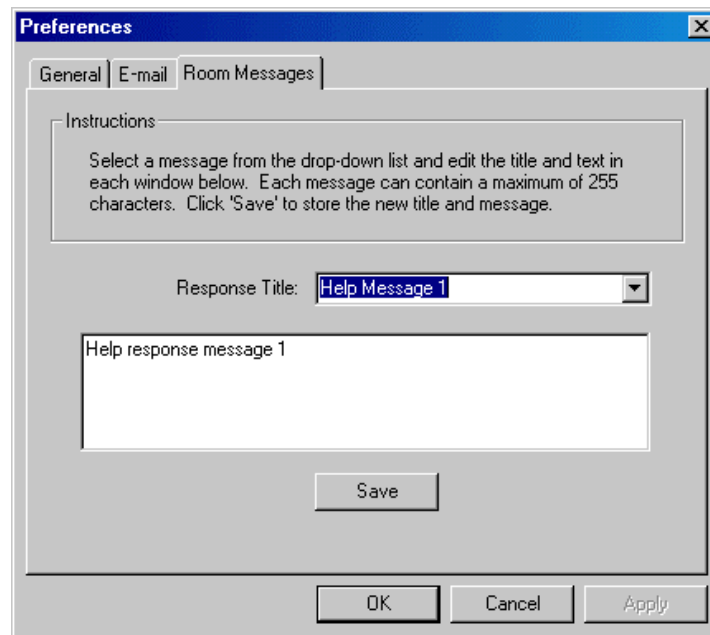 Preferences
General E-mail Room Messages
Instructions
Select a message from the drop-down list and edit the title and text in
each window below. Each message can contain a maximum of 255
characters. Click 'Save' to store the new title and message.
Response Title: Help Message 1
Help response message 1
Save
OK Cancel Apply